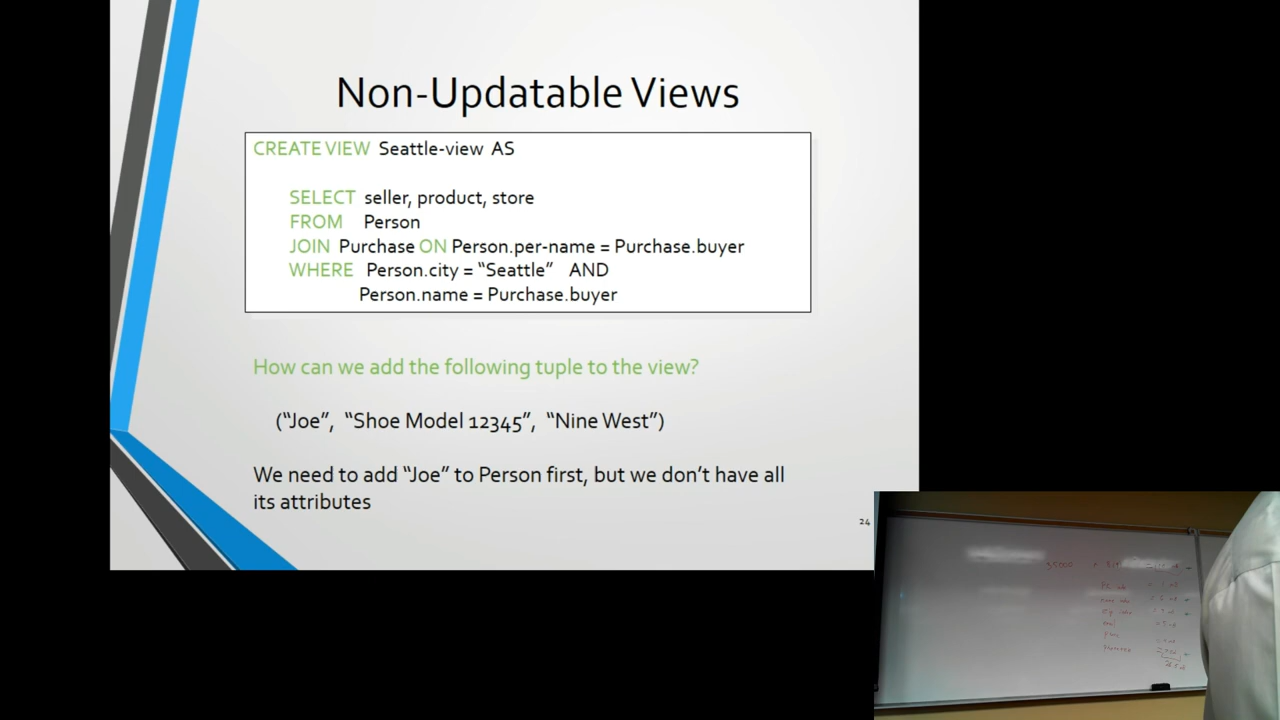 Non-Updatable Views
CREATE VIEW Seattle-view AS
SELECT seller, product, store
FROM Person
JOIN Purchase ON Person.per-name = Purchase.buyer
WHERE Person.city = “Seattle” AND
Person.name = Purchase.buyer
How can we add the following tuple to the view?
(“Joe”, “Shoe Model 12345”, “Nine West”)
We need to add “Joe” to Person first, but we don’t have all
its attributes
24